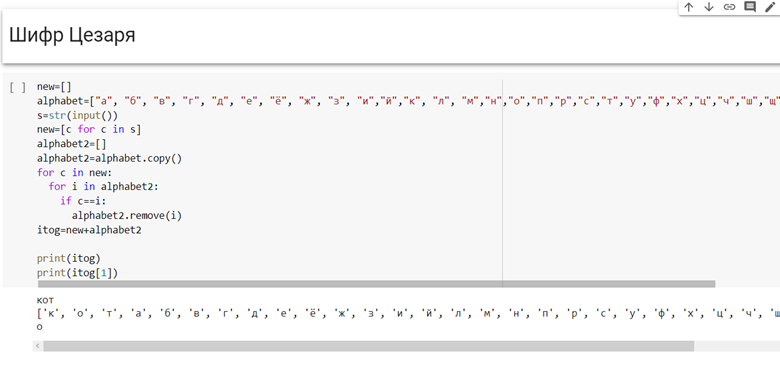 Шифр Цезаря
[ ]
new=[]
alphabet=["а", "б", "в", "г", "д", "е", "ё", "ж", "з", "и","й","к", "л", "м","н","о","п","р","с","т","у","ф","х","ц","ч","ш","щ"
s=str(input())
new=[c for c in s]
alphabet2=[]
alphabet2=alphabet.copy()
for c in new:
  for i in alphabet2:
    if c==i:
      alphabet2.remove(i)
itog=new+alphabet2
print(itog)
print(itog[1])
кот
['к', 'о', 'т', 'а', 'б', 'в', 'г', 'д', 'е', 'ё', 'ж', 'з', 'и', 'й', 'л', 'м', 'н', 'п', 'р', 'с', 'у', 'ф', 'х', 'ц', 'ч', 'ш
о